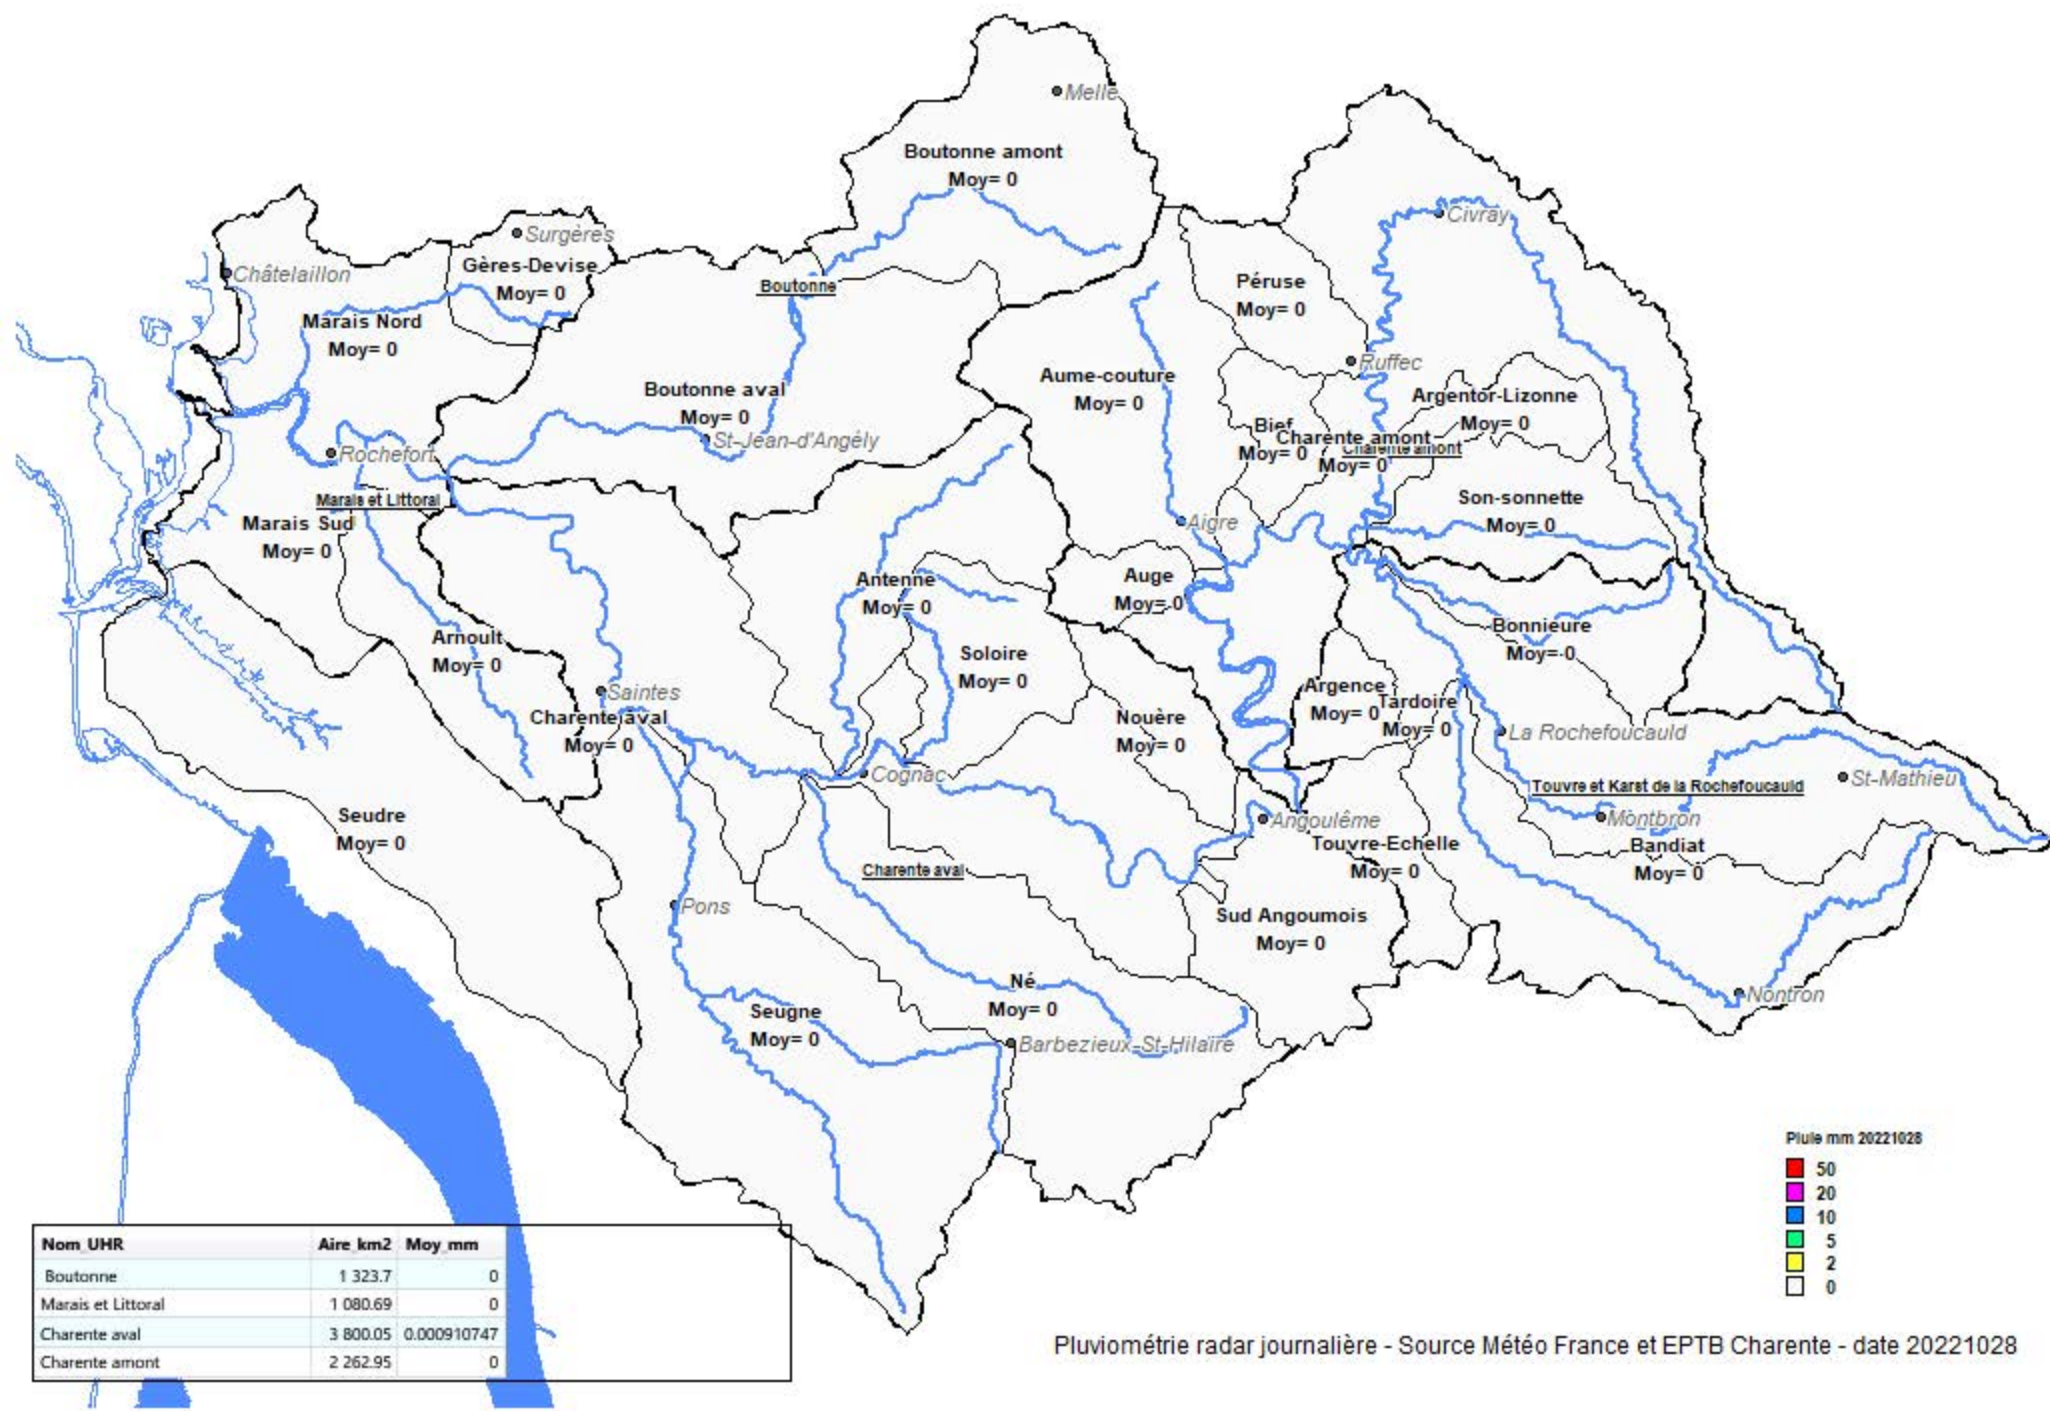 Melle
Boutonne amont
Moy= 0
Civray
Surgères
Châtelaillon
Gères-Devise
Moy= 0
Boutonne
Péruse
Moy= 0
Marais Nord
Moy= 0
Ruffec
Aume-couture
Moy= 0
Boutonne aval
Moy= 0
Argentor-Lizonne
Moy= 0
St-Jean-d'Angély
Bief
Moy= 0
Charente amont
Moy= 0
Charente amont
Rochefort
Marais et Littoral
Son-sonnette
Moy= 0
Marais Sud
Moy= 0
Aigre
Antenne
Moy= 0
Auge
Moy= 0
Bonnieure
Moy= 0
Arnoult
Moy= 0
Soloire
Moy= 0
Saintes
Argence
Moy= 0
Tardoire
Moy= 0
Charente aval
Moy= 0
Nouère
Moy= 0
La Rochefoucauld
Cognac
St-Mathieu
Touvre et Karst de la Rochefoucauld
Seudre
Moy= 0
Angoulême
Montbron
Touvre-Echelle
Moy= 0
Bandiat
Moy= 0
Charente aval
Pons
Sud Angoumois
Moy= 0
Né
Moy= 0
Nontron
Seugne
Moy= 0
Barbezieux-St-Hilaire
Pluie mm 20221028
50
20
10
5
2
0
Nom_UHR Aire_km2 Moy_mm
Boutonne 1 323.7 0
Marais et Littoral 1 080.69 0
Charente aval 3 800.05 0.000910747
Charente amont 2 262.95 0
Pluviométrie radar journalière - Source Météo France et EPTB Charente - date 20221028